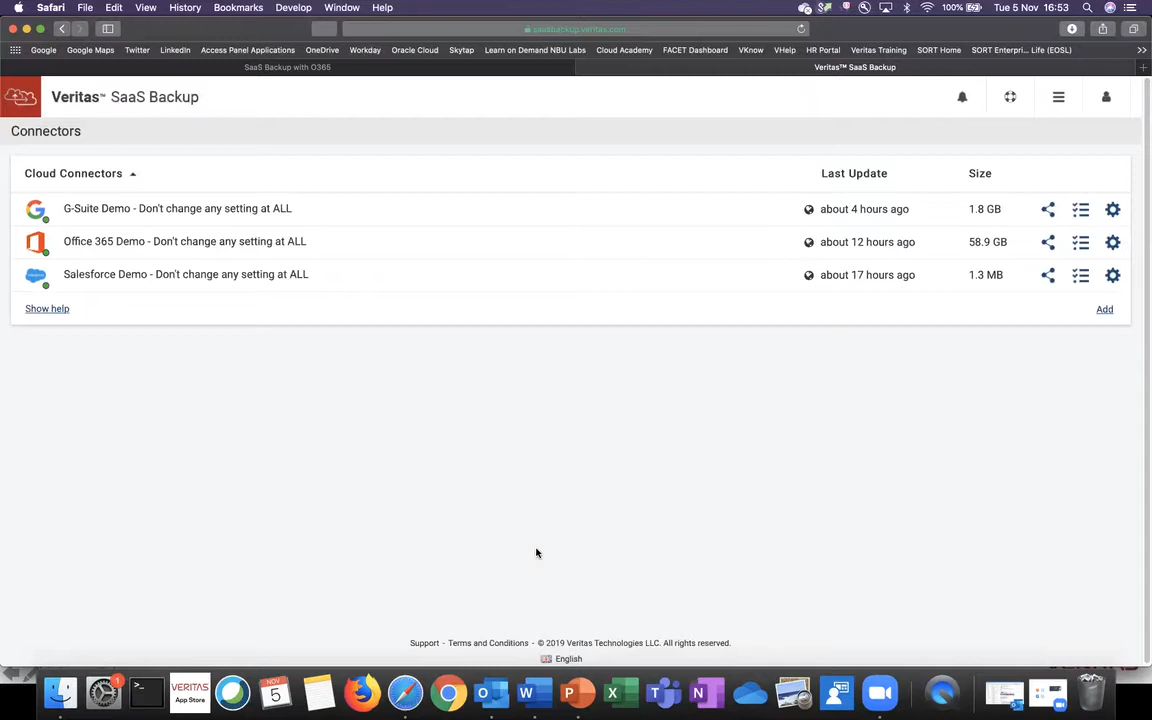 Safari File Edit View History Bookmarks Develop Window Help 100% Tue 5 Nov 16:53
saasbackup.veritas.com
Google Google Maps Twitter LinkedIn Access Panel Applications OneDrive Workday Oracle Cloud Skytap Learn on Demand NBU Labs Cloud Academy FACET Dashboard VKnow VHelp HR Portal Veritas Training SORT Home SORT Enterpri... Life (EOSL)
SaaS Backup with O365 Veritas™ SaaS Backup
Veritas™ SaaS Backup
Connectors
Cloud Connectors Last Update Size
G-Suite Demo - Don't change any setting at ALL about 4 hours ago 1.8 GB
Office 365 Demo - Don't change any setting at ALL about 12 hours ago 58.9 GB
Salesforce Demo - Don't change any setting at ALL about 17 hours ago 1.3 MB
Show help Add
Support - Terms and Conditions - © 2019 Veritas Technologies LLC. All rights reserved.
English
VERITAS
App Store
NOV
5
1